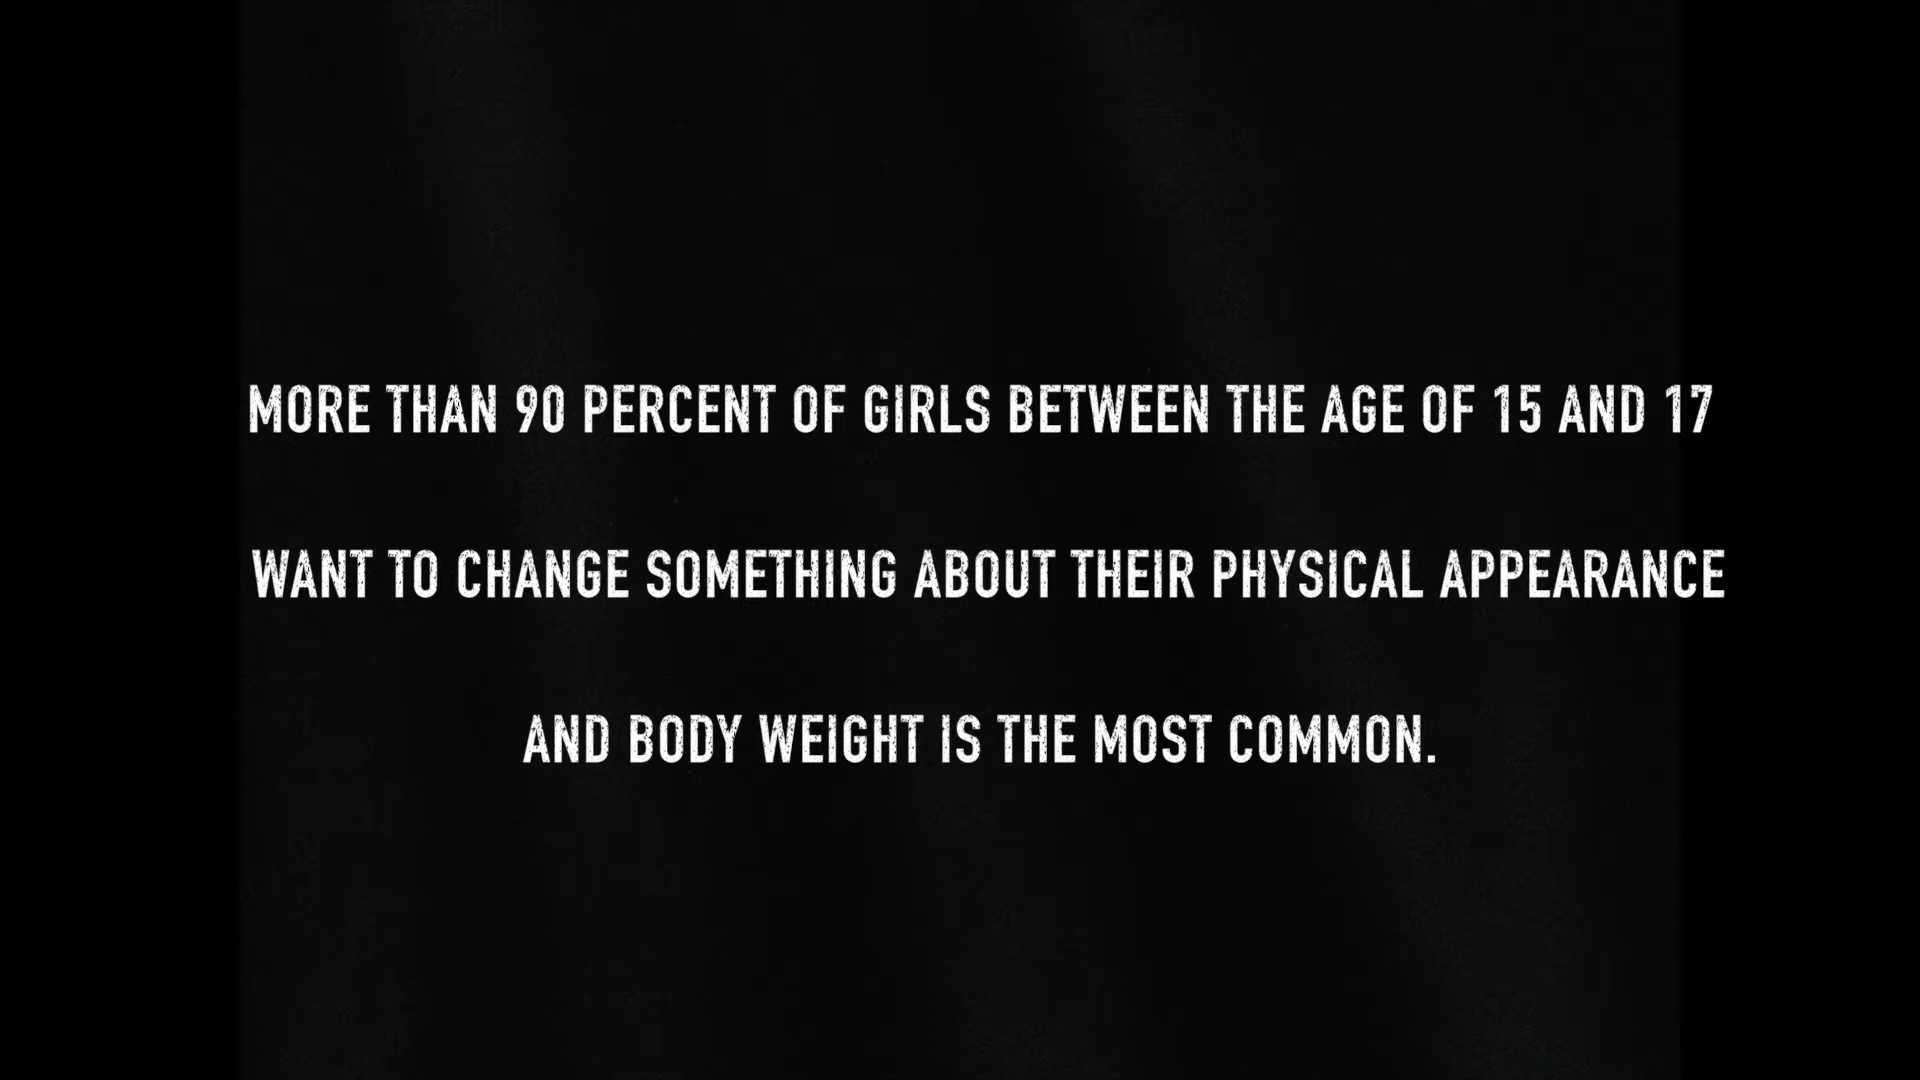 MORE THAN 90 PERCENT OF GIRLS BETWEEN THE AGE OF 15 AND 17
WANT TO CHANGE SOMETHING ABOUT THEIR PHYSICAL APPEARANCE
AND BODY WEIGHT IS THE MOST COMMON.